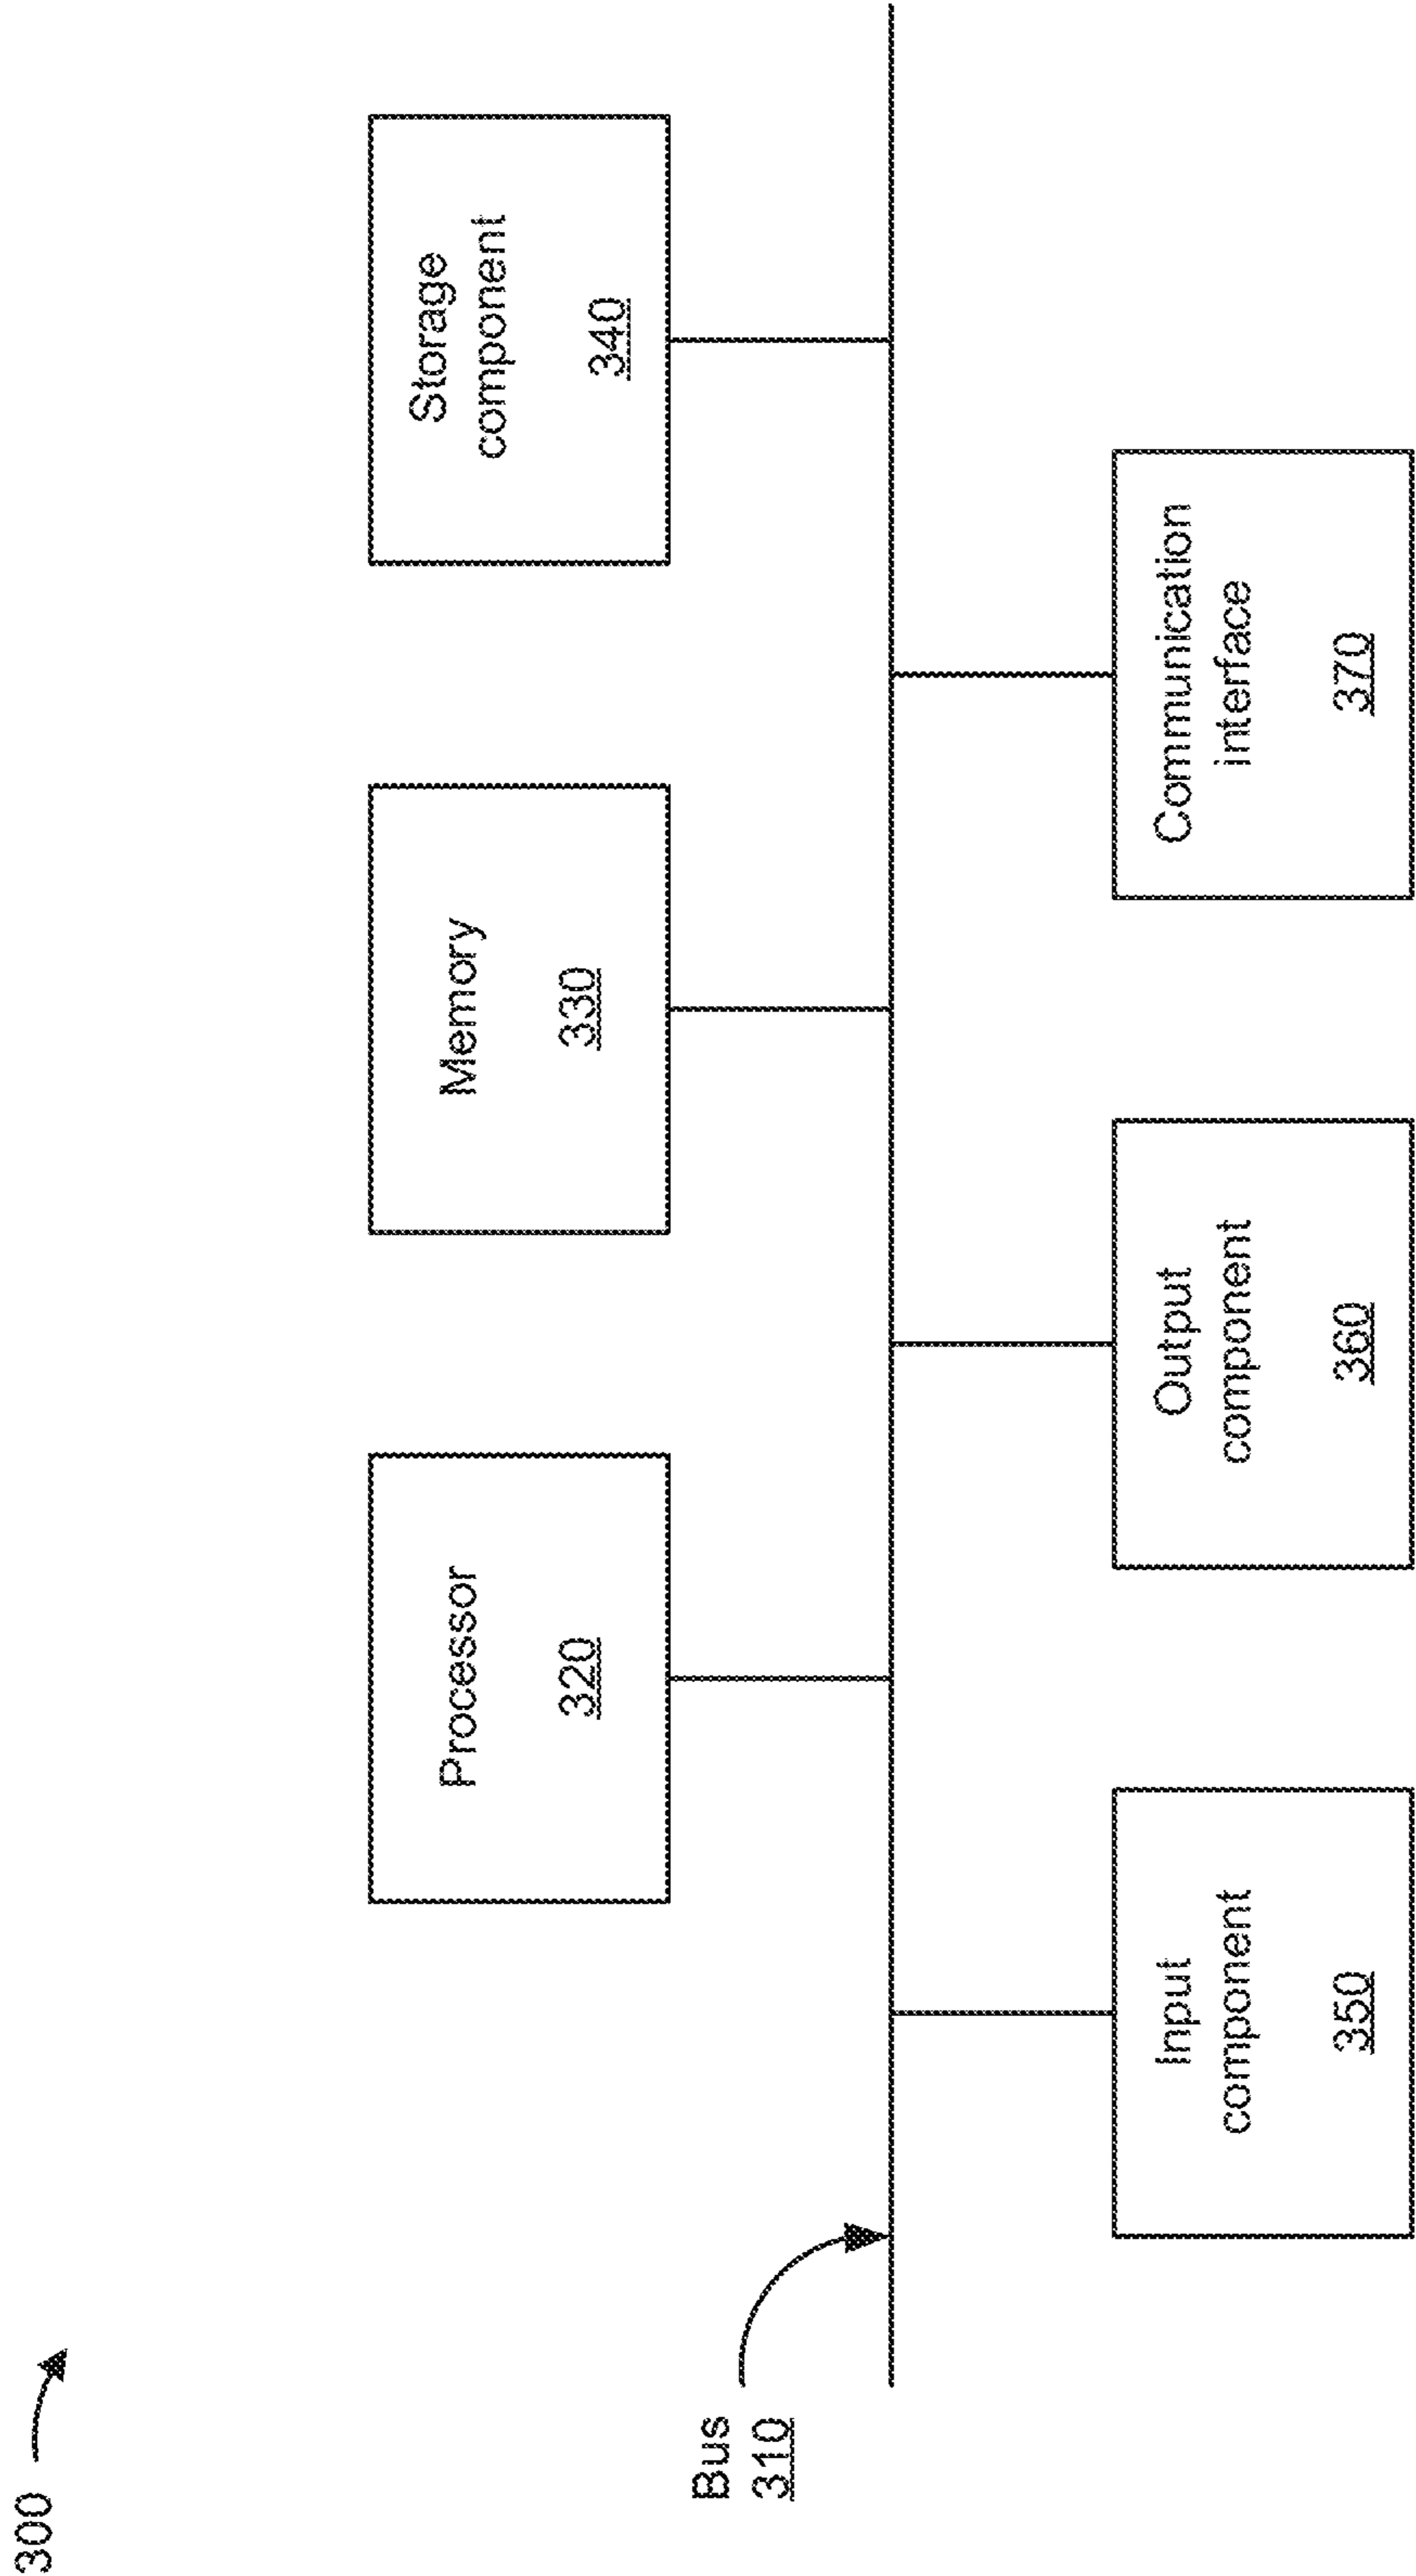 300
Bus
310
Processor
320
Memory
330
Storage
component
340
Input
component
350
Output
component
360
Communication
interface
370